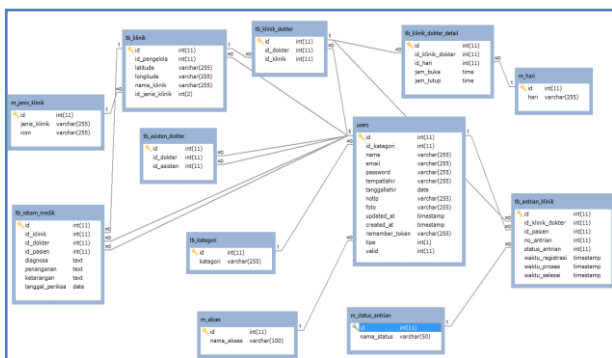 tb_klinik
id int(11)
id_pengelola int(11)
latitude varchar(255)
longitude varchar(255)
nama_klinik varchar(255)
id_jenis_klinik int(2)
tb_klinik_dokter
id int(11)
id_dokter int(11)
id_klinik int(11)
tb_klinik_dokter_detail
id int(11)
id_klinik_dokter int(11)
id_hari int(11)
jam_buka time
jam_tutup time
m_hari
id int(11)
hari varchar(255)
m_jenis_klinik
id int(11)
jenis_klinik varchar(255)
icon varchar(255)
tb_asisten_dokter
id_dokter int(11)
id_asisten int(11)
users
id int(11)
id_kategori int(11)
nama varchar(255)
email varchar(255)
password varchar(255)
tempatlahir varchar(255)
tanggallahir date
notlp varchar(255)
foto varchar(255)
updated_at timestamp
created_at timestamp
remember_token varchar(255)
tipe int(1)
valid int(11)
tb_rekam_medik
id int(11)
id_klinik int(11)
id_dokter int(11)
id_pasien int(11)
diagnosa text
penanganan text
keterangan text
tanggal_periksa date
tb_kategori
id int(11)
kategori varchar(255)
tb_antrian_klinik
id int(11)
id_klinik_dokter int(11)
id_pasien int(11)
no_antrian int(11)
status_antrian int(11)
waktu_registrasi timestamp
waktu_proses timestamp
waktu_selesai timestamp
m_akses
id int(11)
nama_akses varchar(100)
m_status_antrian
id int(11)
nama_status varchar(50)